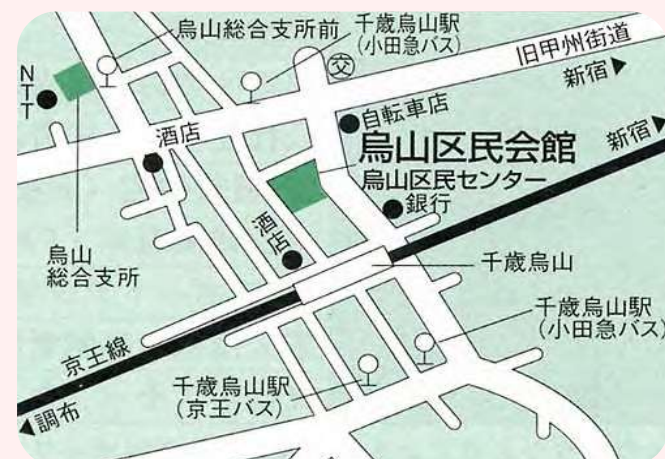 烏山総合支所前
千歳烏山駅
(小田急バス)
交
旧甲州街道
新宿▶
NTT
酒店
自転車店
新宿▶
烏山区民会館
烏山区民センター
銀行
烏山
総合支所
酒店
千歳烏山
千歳烏山駅
(小田急バス)
京王線
千歳烏山駅
(京王バス)
◀調布